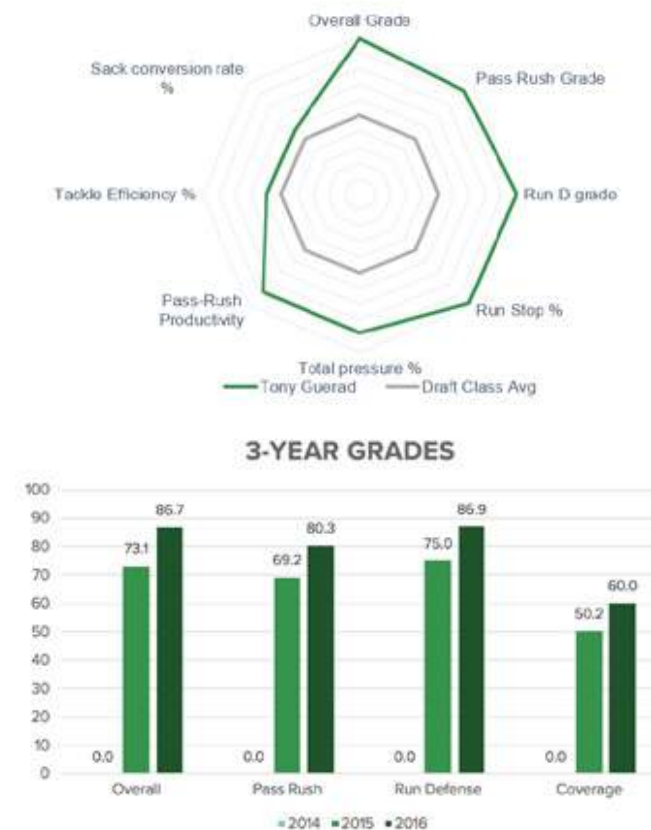 Overall Grade
Sack conversion rate
%
Pass Rush Grade
Tackle Efficiency %
Run D grade
Pass-Rush
Productivity
Run Stop %
Total pressure %
Tony Guerad
Draft Class Avg
3-YEAR GRADES
100
90
80
70
60
50
40
30
20
10
0
0.0
73.1
86.7
0.0
69.2
80.3
0.0
75.0
86.9
0.0
50.2
60.0
Overall
Pass Rush
Run Defense
Coverage
2014 2015 2016